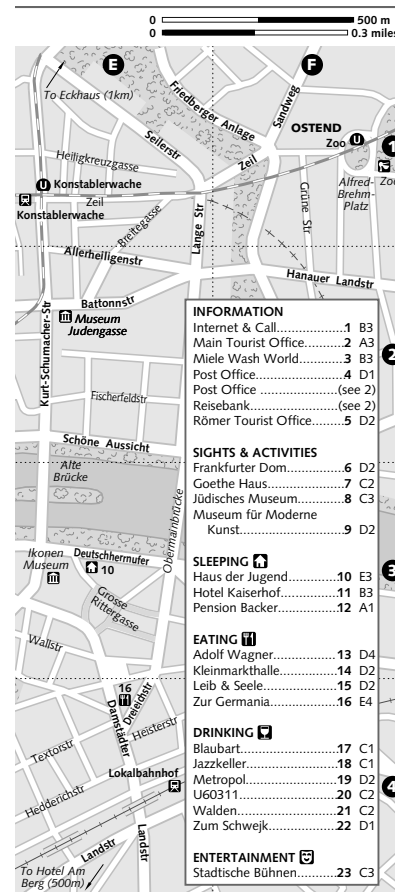 0 500 m
0 0.3 miles
E
F
To Eckhaus (1km)
Friedberger Anlage
Sandweg
OSTEND
Seilerstr
Zoo U
1
Heiligkreuzgasse
Zeil
U Konstablerwache
Alfred-
Brehm-
Platz
Zoo
Konstablerwache
Zeil
Breitegasse
Lange Str
Grüne Str
Allerheiligenstr
Hanauer Landstr
Battonnstr
Museum
Judengasse
Kurt-Schumacher-Str
2
Fischerfeldstr
Schöne Aussicht
Alte
Brücke
Obermainbrücke
Ikonen
Museum
Deutschherrnufer
10
3
Grosse
Rittergasse
Wallstr
16
Dreieichstr
Darmstädter
Landstr
Heisterstr
Textorstr
Lokalbahnhof
Hedderichstr
4
Landstr
To Hotel Am
Berg (500m)
INFORMATION
Internet & Call..................1 B3
Main Tourist Office..........2 A3
Miele Wash World...........3 B3
Post Office.......................4 D1
Post Office ..................(see 2)
Reisebank....................(see 2)
Römer Tourist Office.......5 D2
SIGHTS & ACTIVITIES
Frankfurter Dom..............6 D2
Goethe Haus....................7 C2
Jüdisches Museum...........8 C3
Museum für Moderne
Kunst............................9 D2
SLEEPING
Haus der Jugend............10 E3
Hotel Kaiserhof..............11 B3
Pension Backer..............12 A1
EATING
Adolf Wagner................13 D4
Kleinmarkthalle.............14 D2
Leib & Seele..................15 D2
Zur Germania................16 E4
DRINKING
Blaubart........................17 C1
Jazzkeller......................18 C1
Metropol.......................19 D2
U60311.........................20 C2
Walden.........................21 C2
Zum Schwejk................22 D1
ENTERTAINMENT
Stadtische Bühnen.........23 C3